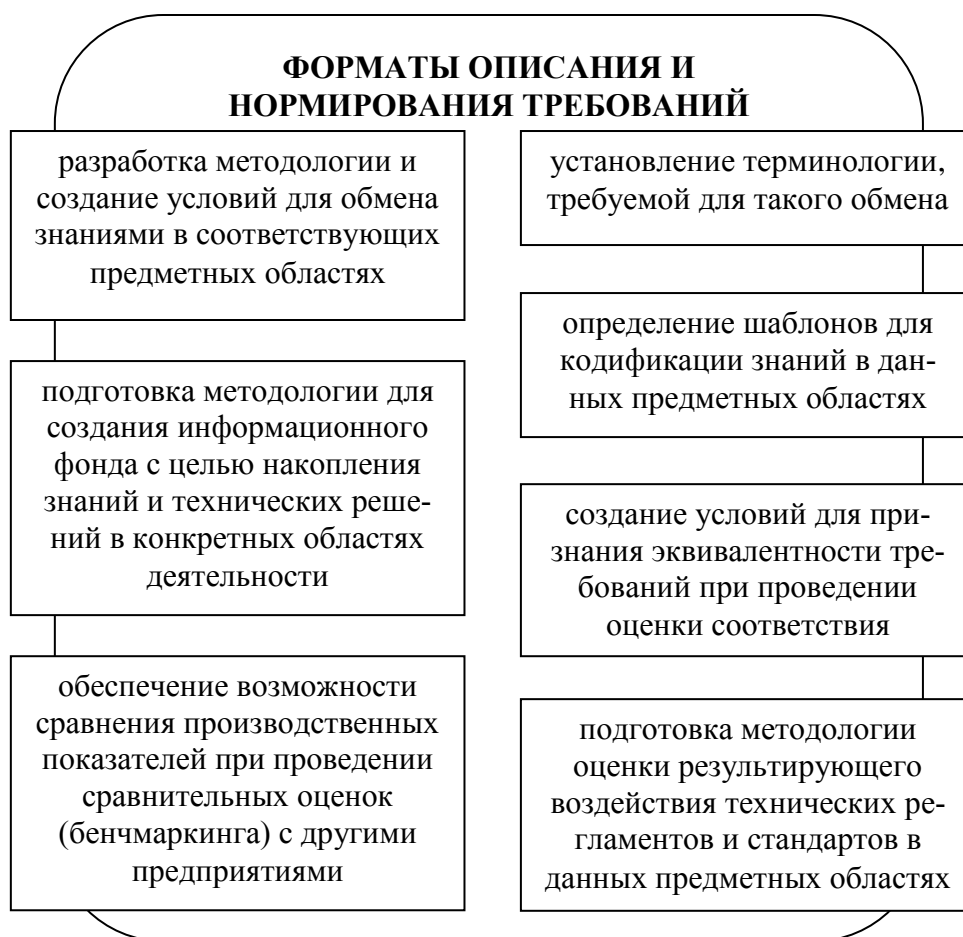 ФОРМАТЫ ОПИСАНИЯ И
НОРМИРОВАНИЯ ТРЕБОВАНИЙ
разработка методологии и
создание условий для обмена
знаниями в соответствующих
предметных областях
подготовка методологии для
создания информационного
фонда с целью накопления
знаний и технических реше-
ний в конкретных областях
деятельности
обеспечение возможности
сравнения производственных
показателей при проведении
сравнительных оценок
(бенчмаркинга) с другими
предприятиями
установление терминологии,
требуемой для такого обмена
определение шаблонов для
кодификации знаний в дан-
ных предметных областях
создание условий для при-
знания эквивалентности тре-
бований при проведении
оценки соответствия
подготовка методологии
оценки результирующего
воздействия технических ре-
гламентов и стандартов в
данных предметных областях